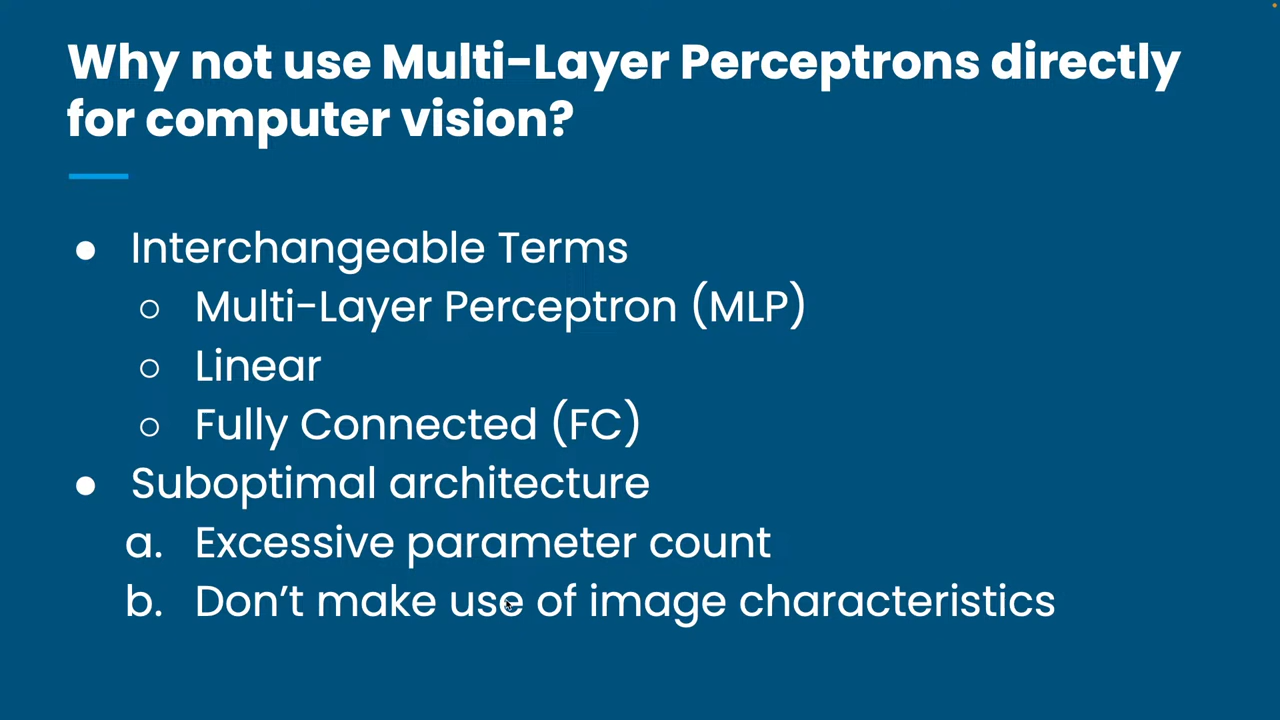 Why not use Multi-Layer Perceptrons directly
for computer vision?
● Interchangeable Terms
○ Multi-Layer Perceptron (MLP)
○ Linear
○ Fully Connected (FC)
● Suboptimal architecture
a. Excessive parameter count
b. Don’t make use of image characteristics